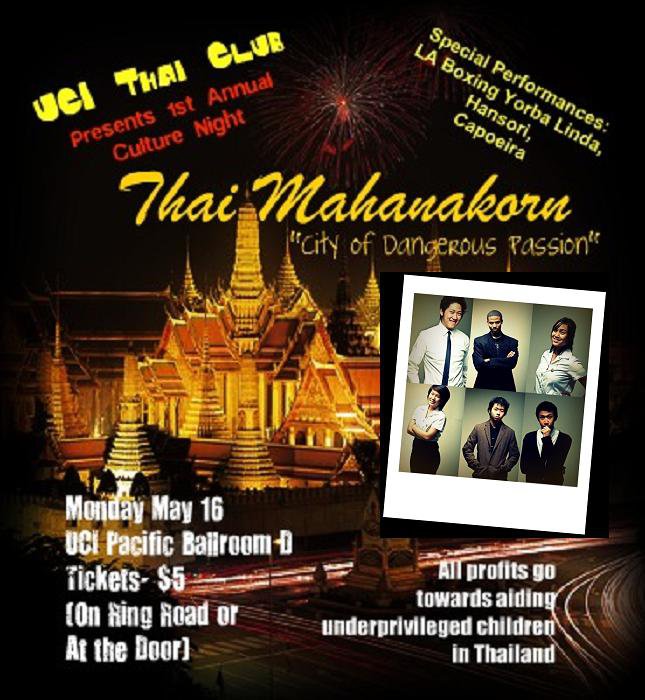 UCI Thai Club
Presents 1st Annual
Culture Night
Special Performances:
LA Boxing Yorba Linda,
Hansori,
Capoeira
Thai Mahanakorn
"City of Dangerous Passion"
Monday May 16
UCI Pacific Ballroom D
Tickets- $5
(On Ring Road or
At the Door)
All profits go
towards aiding
underprivileged children
in Thailand